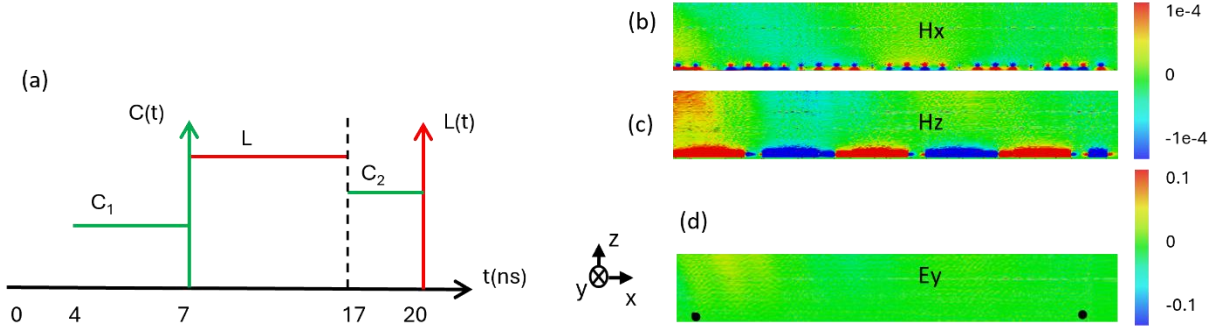 (a)
C(t)
L
L(t)
C₂
C₁
t(ns)
0
4
7
17
20
(b)
Hx
1e-4
0
-1e-4
(c)
Hz
(d)
Ey
0.1
0
-0.1
z
y
x